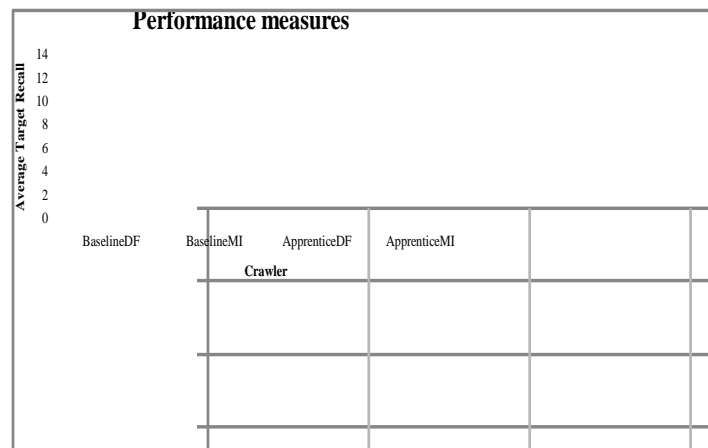 Performance measures
Average Target Recall
14
12
10
8
6
4
2
0
BaselineDF BaselineMI ApprenticeDF ApprenticeMI
Crawler